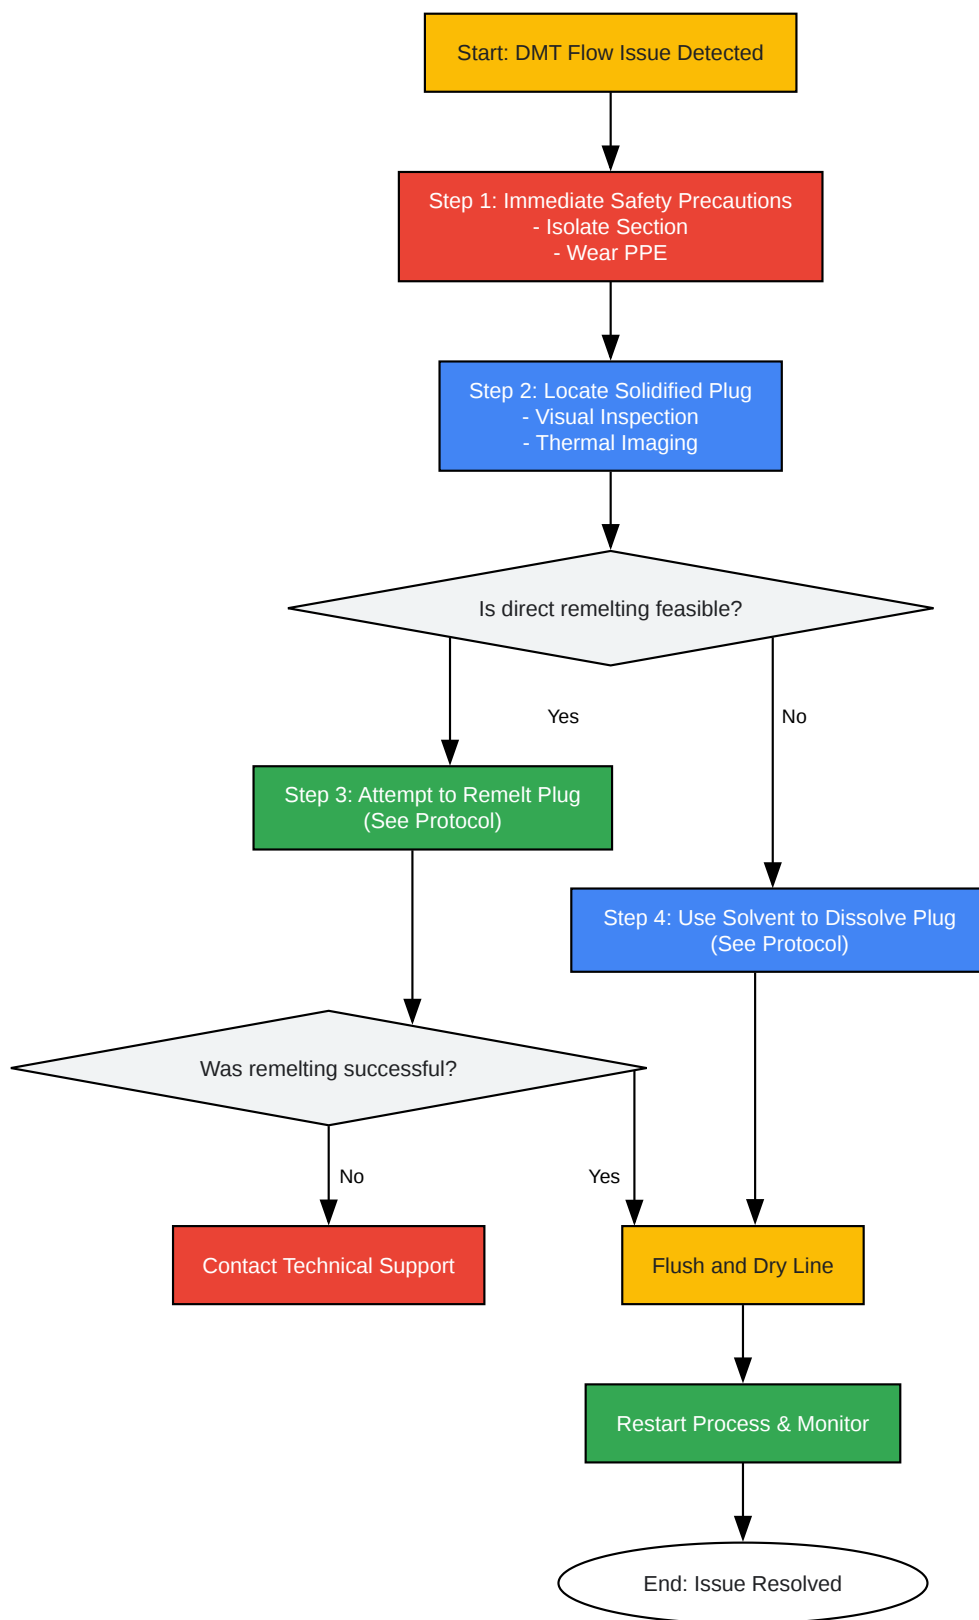 Start: DMT Flow Issue Detected
Step 1: Immediate Safety Precautions
- Isolate Section
- Wear PPE
Step 2: Locate Solidified Plug
- Visual Inspection
- Thermal Imaging
Is direct remelting feasible?
Yes
No
Step 3: Attempt to Remelt Plug
(See Protocol)
Step 4: Use Solvent to Dissolve Plug
(See Protocol)
Was remelting successful?
No
Yes
Contact Technical Support
Flush and Dry Line
Restart Process & Monitor
End: Issue Resolved